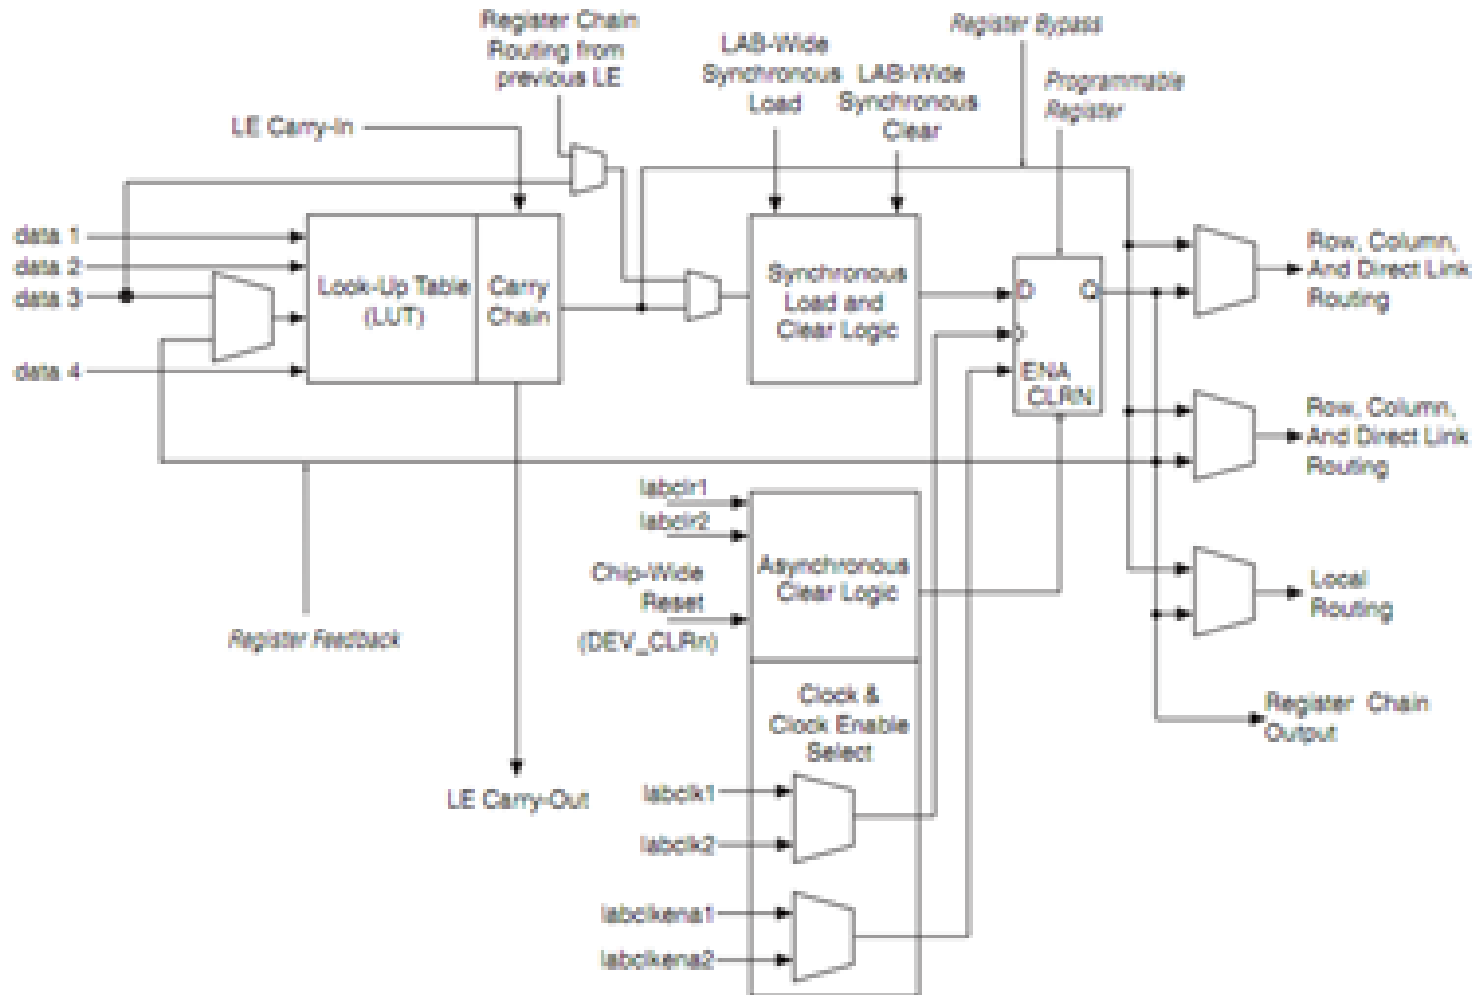 Register Chain
Routing from
previous LE
LAB-Wide
Synchronous
Load
LAB-Wide
Synchronous
Clear
Register Bypass
Programmable
Register
LE Carry-In
data 1
data 2
data 3
data 4
Look-Up Table
(LUT)
Carry
Chain
Synchronous
Load and
Clear Logic
D
Q
ENA
CLRN
Row, Column,
And Direct Link
Routing
Row, Column,
And Direct Link
Routing
Local
Routing
Register Chain
Output
labclr1
labclr2
Chip-Wide
Reset
(DEV_CLRn)
Asynchronous
Clear Logic
Register Feedback
Clock &
Clock Enable
Select
LE Carry-Out
labclk1
labclk2
labclkena1
labclkena2